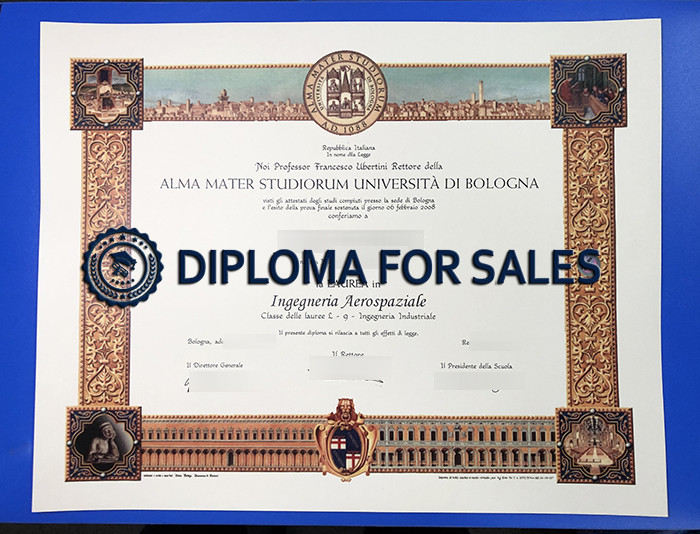 ALMA MATER STUDIORUM
A.D. 1088
Repubblica Italiana
In nome della Legge
Noi Professor Francesco Ubertini Rettore della
ALMA MATER STUDIORUM UNIVERSITÀ DI BOLOGNA
visti gli attestati degli studi compiuti presso la sede di Bologna
e l'esito della prova finale sostenuta il giorno 06 febbraio 2008
conferiamo a
DIPLOMA FOR SALES
la LAUREA in
Ingegneria Aerospaziale
Classe delle lauree L - 9 - Ingegneria Industriale
Il presente diploma si rilascia a tutti gli effetti di legge.
Bologna, ad:
Re
Il Rettore
Il Direttore Generale
Il Presidente della Scuola